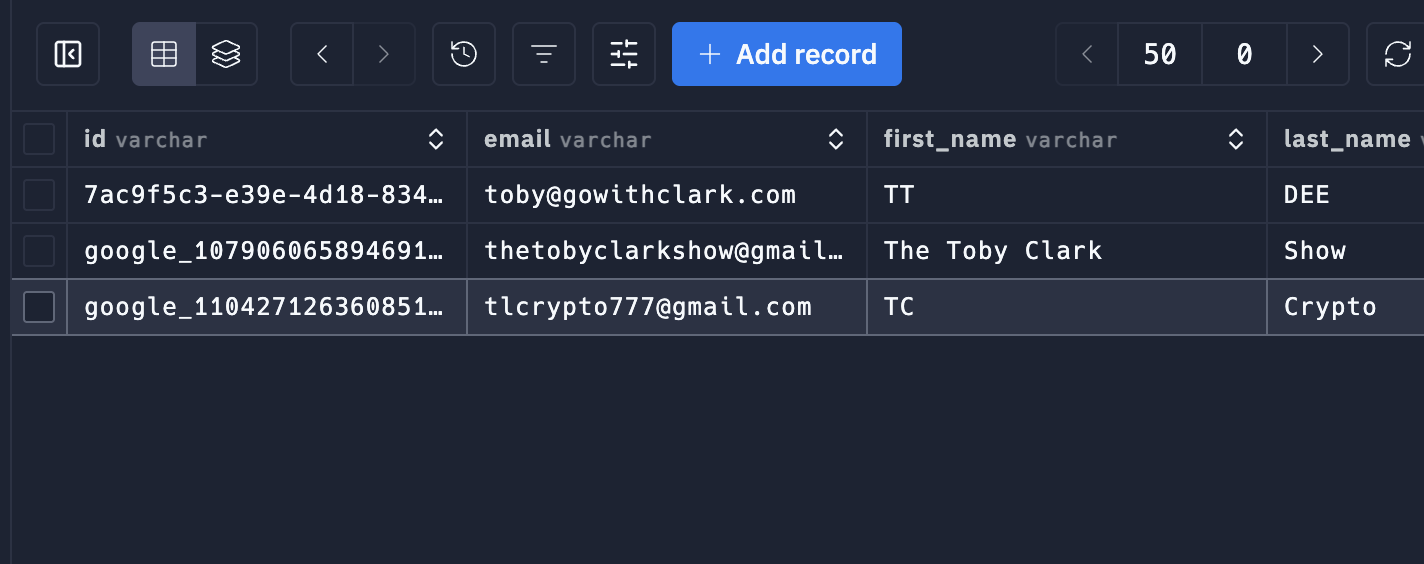 Add record 50 0
id varchar email varchar first_name varchar last_name
7ac9f5c3-e39e-4d18-834… toby@gowithclark.com TT DEE
google_107906065894691… thetobyclarkshow@gmail… The Toby Clark Show
google_110427126360851… tlcrypto777@gmail.com TC Crypto